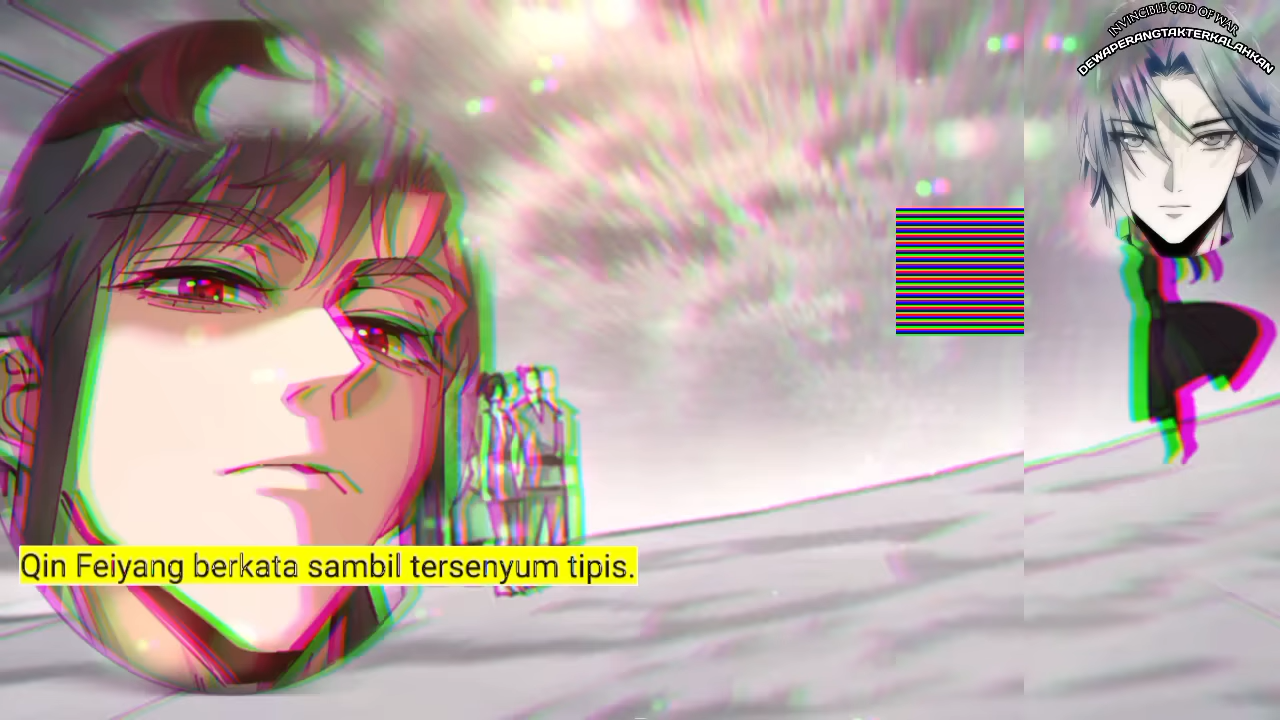 INVINCIBLE GOD OF WAR
DEWAPERANGTAKTERKALAHKAN
Qin Feiyang berkata sambil tersenyum tipis.